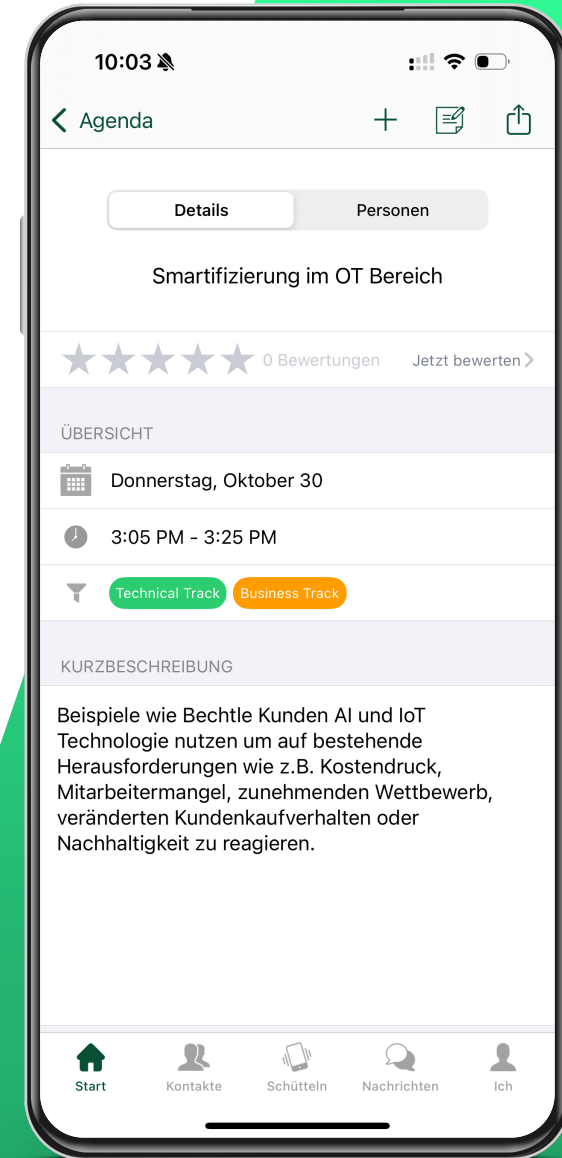 10:03
Agenda
Details Personen
Smartifizierung im OT Bereich
0 Bewertungen Jetzt bewerten
ÜBERSICHT
Donnerstag, Oktober 30
3:05 PM - 3:25 PM
Technical Track Business Track
KURZBESCHREIBUNG
Beispiele wie Bechtle Kunden AI und IoT
Technologie nutzen um auf bestehende
Herausforderungen wie z.B. Kostendruck,
Mitarbeitermangel, zunehmenden Wettbewerb,
veränderten Kundenkaufverhalten oder
Nachhaltigkeit zu reagieren.
Start Kontakte Schütteln Nachrichten Ich